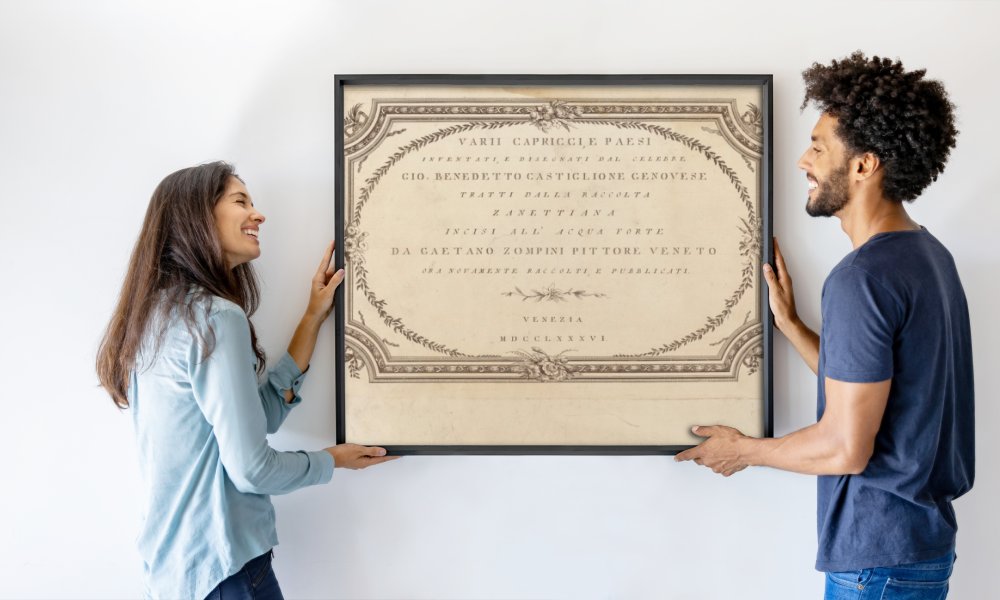 VARII CAPRICCI, E PAESI
INVENTATI, E DISEGNATI DAL CELEBRE
GIO. BENEDETTO CASTIGLIONE GENOVESE
TRATTI DALLA RACCOLTA
ZANETTIANA
INCISI ALL' ACQUA FORTE
DA GAETANO ZOMPINI PITTORE VENETO
ORA NOVAMENTE RACCOLTI, E PUBBLICATI.
VENEZIA
MDCCLXXXVI